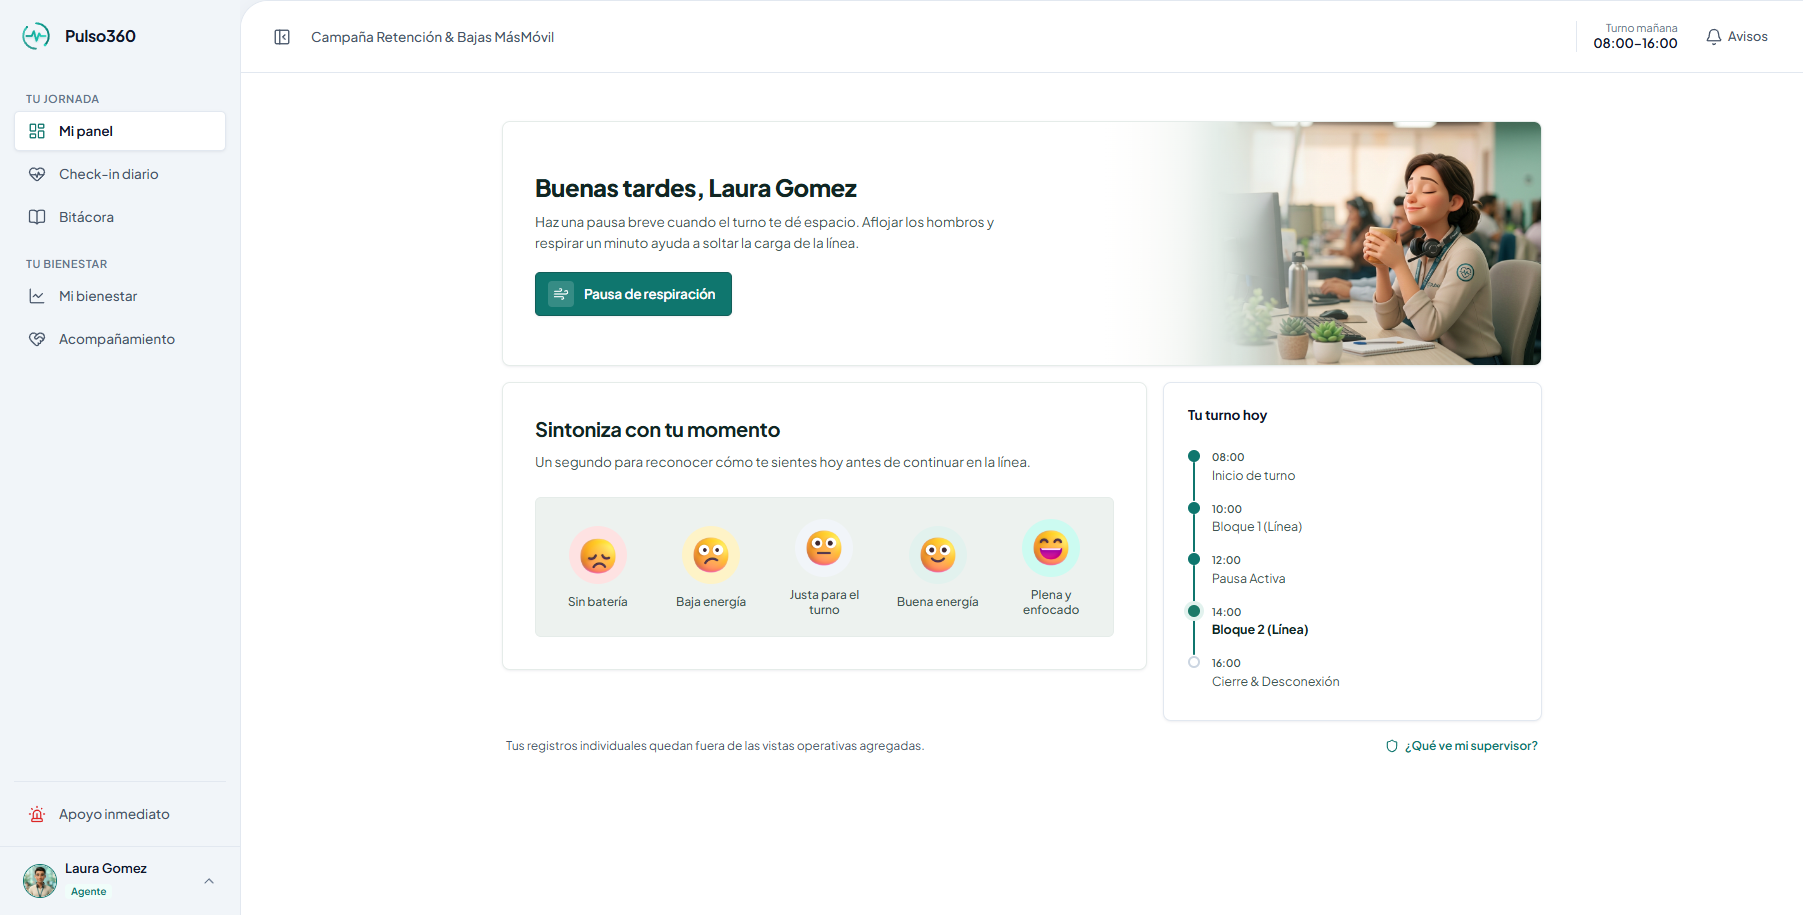 Pulso360
Campaña Retención & Bajas MásMóvil
Turno mañana
08:00–16:00
Avisos
TU JORNADA
Mi panel
Check-in diario
Bitácora
TU BIENESTAR
Mi bienestar
Acompañamiento
Buenas tardes, Laura Gomez
Haz una pausa breve cuando el turno te dé espacio. Aflojar los hombros y
respirar un minuto ayuda a soltar la carga de la línea.
Pausa de respiración
Sintoniza con tu momento
Un segundo para reconocer cómo te sientes hoy antes de continuar en la línea.
Sin batería
Baja energía
Justa para el
turno
Buena energía
Plena y
enfocado
Tu turno hoy
08:00
Inicio de turno
10:00
Bloque 1 (Línea)
12:00
Pausa Activa
14:00
Bloque 2 (Línea)
16:00
Cierre & Desconexión
Tus registros individuales quedan fuera de las vistas operativas agregadas.
¿Qué ve mi supervisor?
Apoyo inmediato
Laura Gomez
Agente